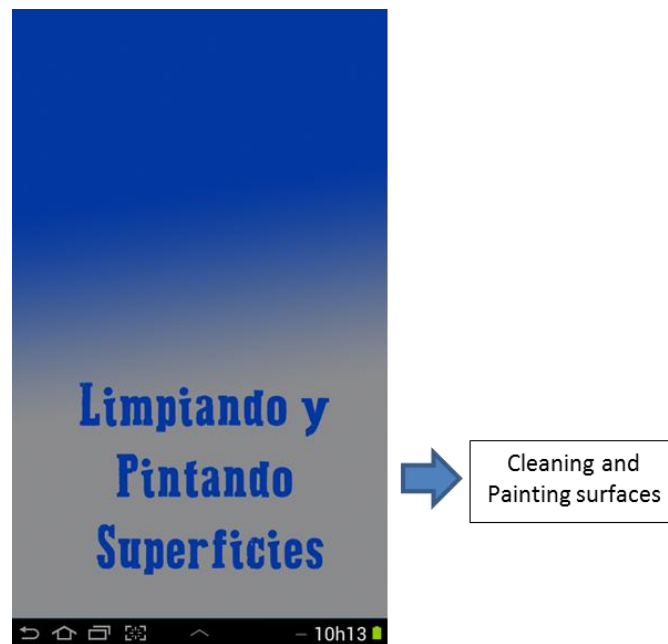 Limpiando y
Pintando
Superficies
Cleaning and
Painting surfaces
10h13